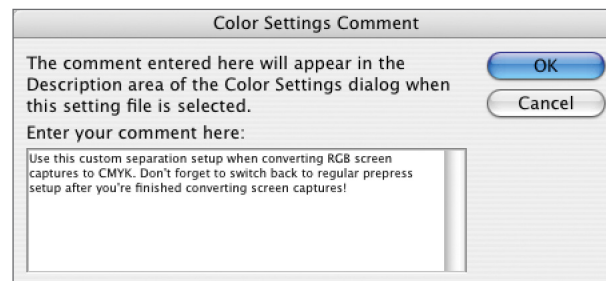 Color Settings Comment
The comment entered here will appear in the
Description area of the Color Settings dialog when
this setting file is selected.
OK
Cancel
Enter your comment here:
Use this custom separation setup when converting RGB screen
captures to CMYK. Don't forget to switch back to regular prepress
setup after you're finished converting screen captures!